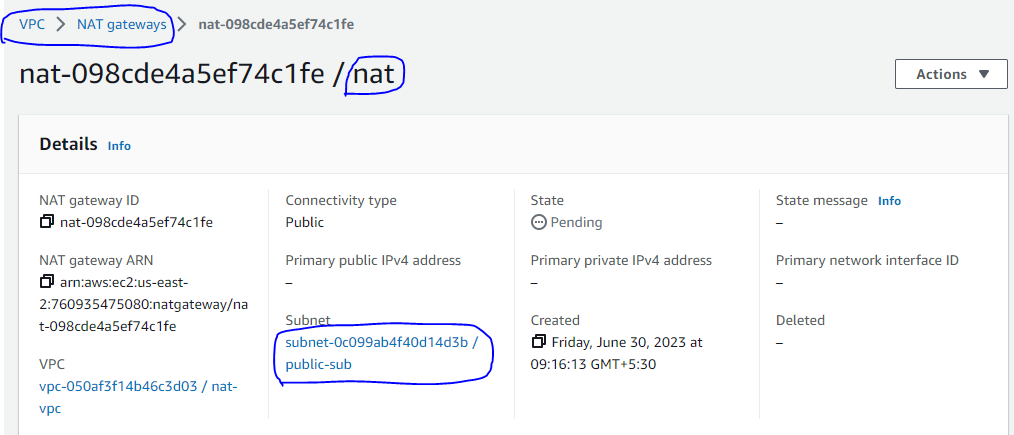 VPC > NAT gateways > nat-098cde4a5ef74c1fe
nat-098cde4a5ef74c1fe / nat
Actions ▼
Details Info
NAT gateway ID
nat-098cde4a5ef74c1fe
Connectivity type
Public
State
Pending
State message Info
–
NAT gateway ARN
arn:aws:ec2:us-east-
2:760935475080:natgateway/na
t-098cde4a5ef74c1fe
Primary public IPv4 address
–
Primary private IPv4 address
–
Primary network interface ID
–
VPC
vpc-050af3f14b46c3d03 / nat-
vpc
Subnet
subnet-0c099ab4f40d14d3b /
public-sub
Created
Friday, June 30, 2023 at
09:16:13 GMT+5:30
Deleted
–